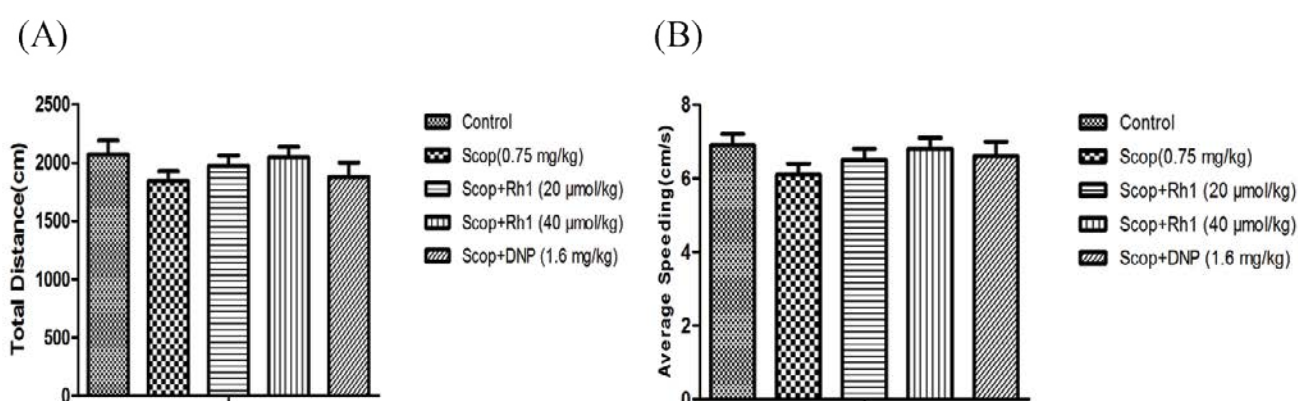 (A)
(B)
Total Distance(cm)
2500
2000
1500
1000
500
0
Control
Scop(0.75 mg/kg)
Scop+Rh1 (20 μmol/kg)
Scop+Rh1 (40 μmol/kg)
Scop+DNP (1.6 mg/kg)
Average Speeding(cm/s)
8
6
4
2
0
Control
Scop(0.75 mg/kg)
Scop+Rh1 (20 μmol/kg)
Scop+Rh1 (40 μmol/kg)
Scop+DNP (1.6 mg/kg)